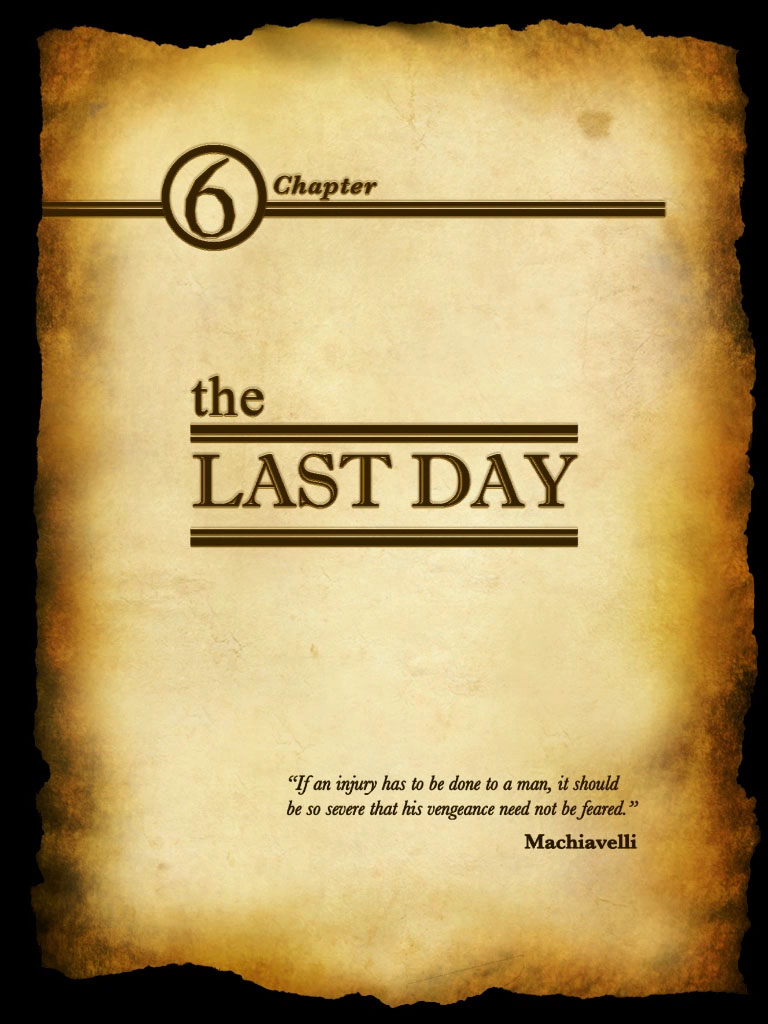 6 Chapter
the
LAST DAY
“If an injury has to be done to a man, it should
be so severe that his vengeance need not be feared.”
Machiavelli